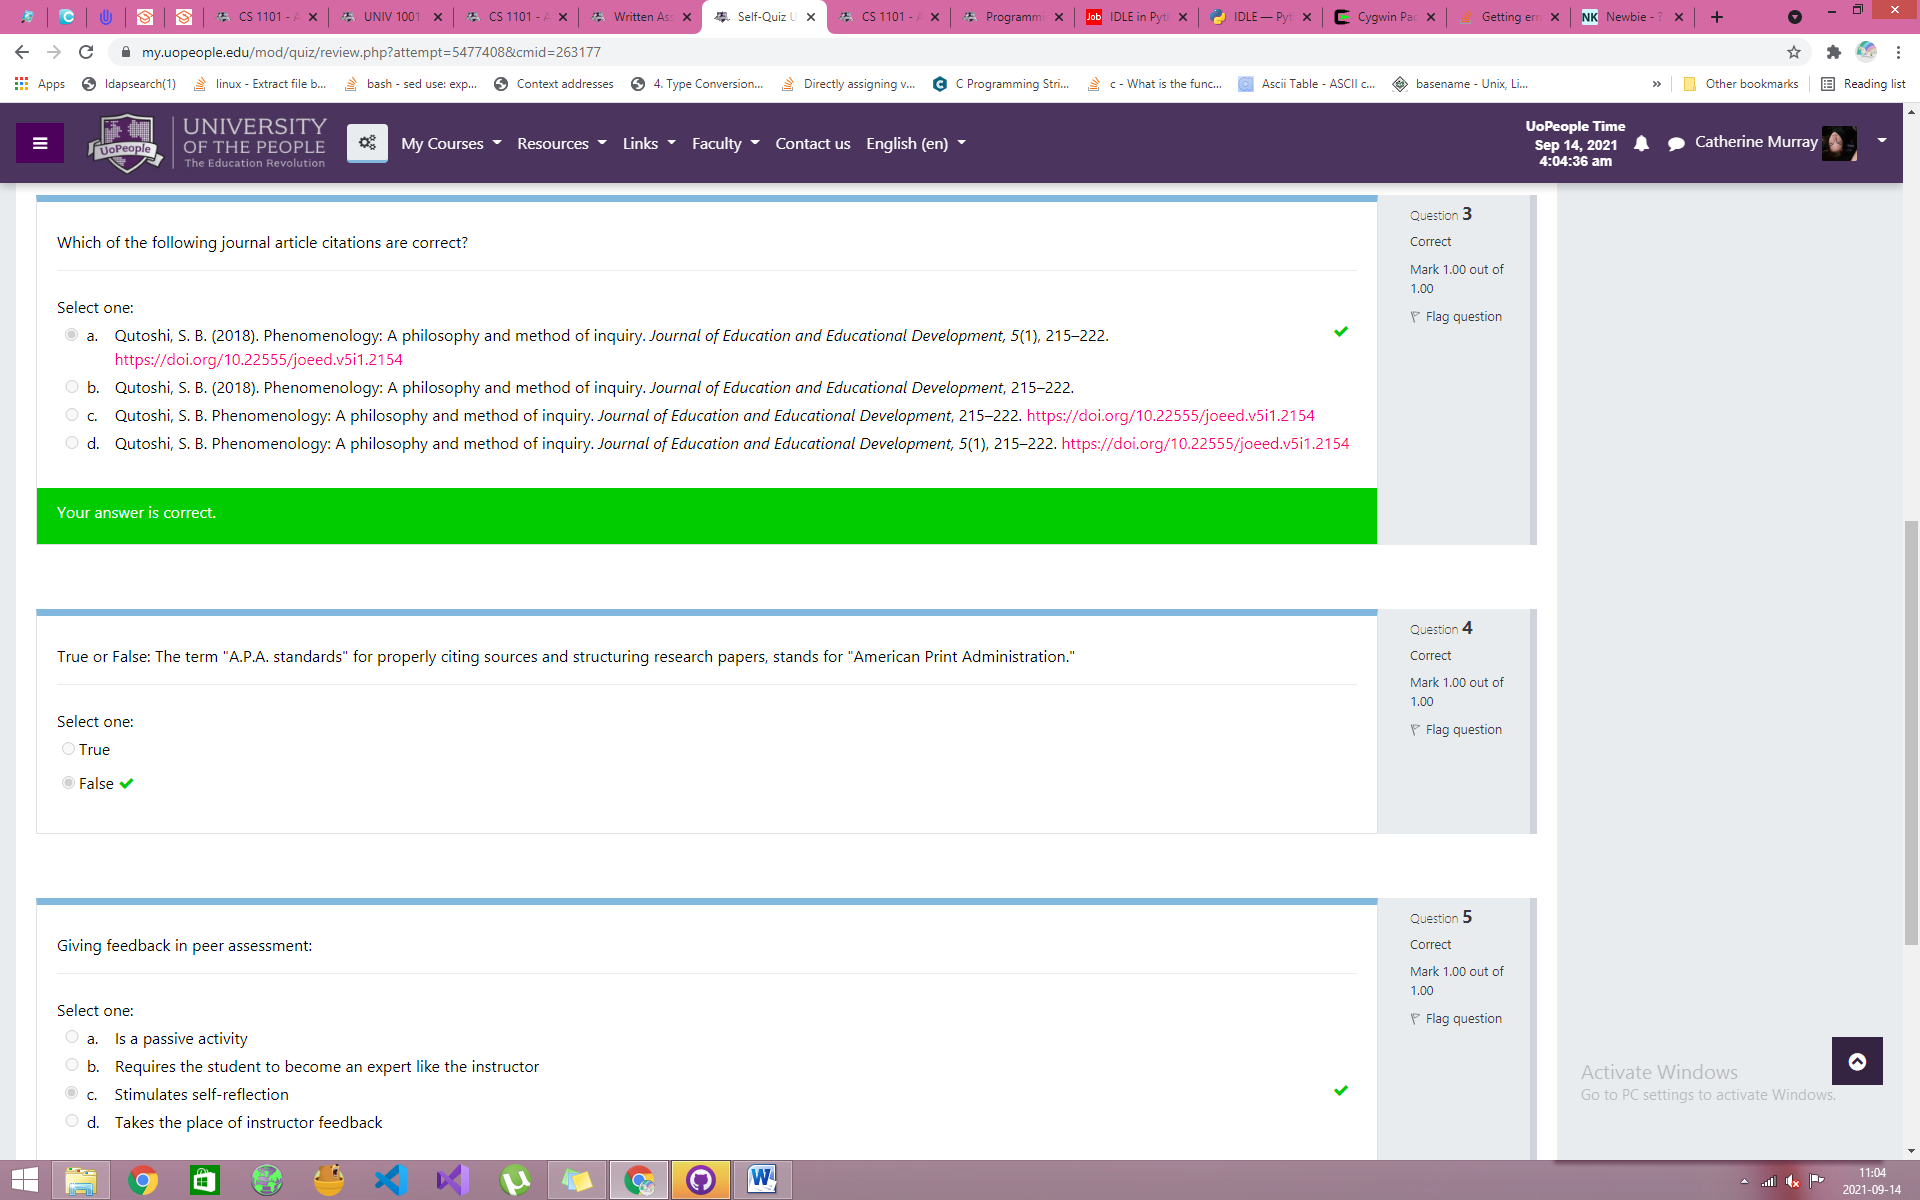 CS 1101 - A
UNIV 1001
CS 1101 - A
Written Ass
Self-Quiz U
CS 1101 - A
Programmi
Job IDLE in Pyth
IDLE — Pyt
Cygwin Pac
Getting err
NK Newbie - ?
my.uopeople.edu/mod/quiz/review.php?attempt=5477408&cmid=263177
Apps
ldapsearch(1)
linux - Extract file b...
bash - sed use: exp...
Context addresses
4. Type Conversion...
Directly assigning v...
C Programming Stri...
c - What is the func...
Ascii Table - ASCII c...
basename - Unix, Li...
»
Other bookmarks
Reading list
UoPeople
UNIVERSITY
OF THE PEOPLE
The Education Revolution
My Courses
Resources
Links
Faculty
Contact us
English (en)
UoPeople Time
Sep 14, 2021
4:04:36 am
Catherine Murray
Question 3
Correct
Mark 1.00 out of
1.00
Flag question
Which of the following journal article citations are correct?
Select one:
a. Qutoshi, S. B. (2018). Phenomenology: A philosophy and method of inquiry. Journal of Education and Educational Development, 5(1), 215–222.
https://doi.org/10.22555/joeed.v5i1.2154
b. Qutoshi, S. B. (2018). Phenomenology: A philosophy and method of inquiry. Journal of Education and Educational Development, 215–222.
c. Qutoshi, S. B. Phenomenology: A philosophy and method of inquiry. Journal of Education and Educational Development, 215–222. https://doi.org/10.22555/joeed.v5i1.2154
d. Qutoshi, S. B. Phenomenology: A philosophy and method of inquiry. Journal of Education and Educational Development, 5(1), 215–222. https://doi.org/10.22555/joeed.v5i1.2154
Your answer is correct.
Question 4
Correct
Mark 1.00 out of
1.00
Flag question
True or False: The term "A.P.A. standards" for properly citing sources and structuring research papers, stands for "American Print Administration."
Select one:
True
False
Question 5
Correct
Mark 1.00 out of
1.00
Flag question
Giving feedback in peer assessment:
Select one:
a. Is a passive activity
b. Requires the student to become an expert like the instructor
c. Stimulates self-reflection
d. Takes the place of instructor feedback
Activate Windows
Go to PC settings to activate Windows.
11:04
2021-09-14